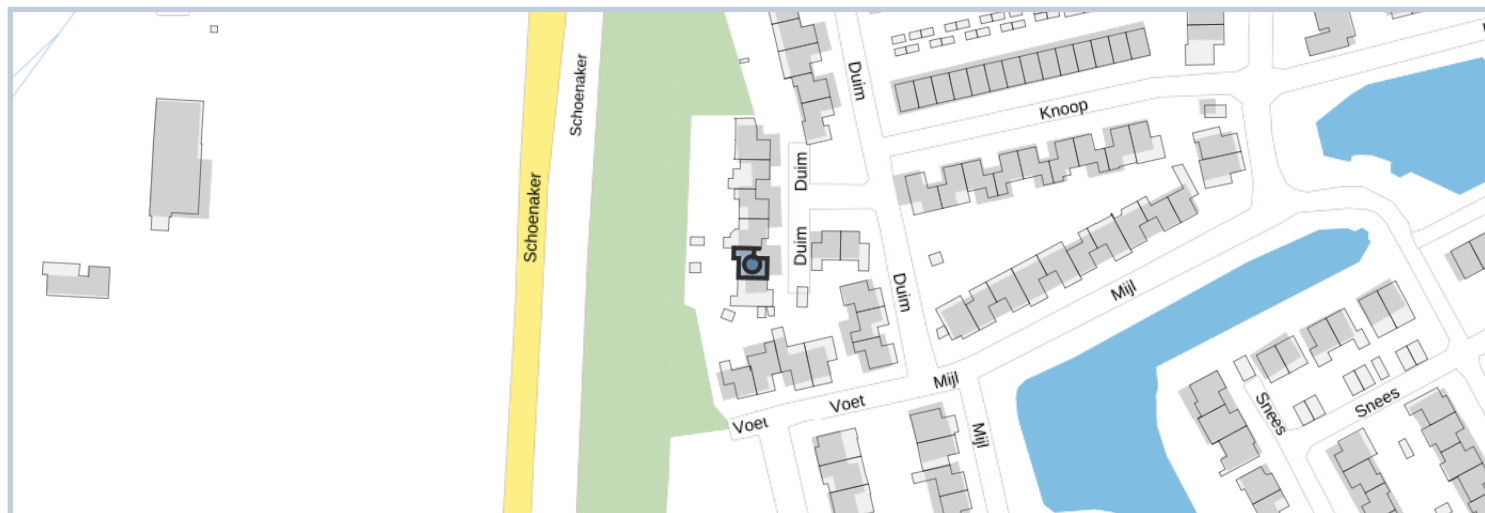 Schoenaker
Schoenaker
Duim
Knoop
Duim
Duim
Duim
Mijl
Mijl
Voet
Voet
Mijl
Snees
Snees